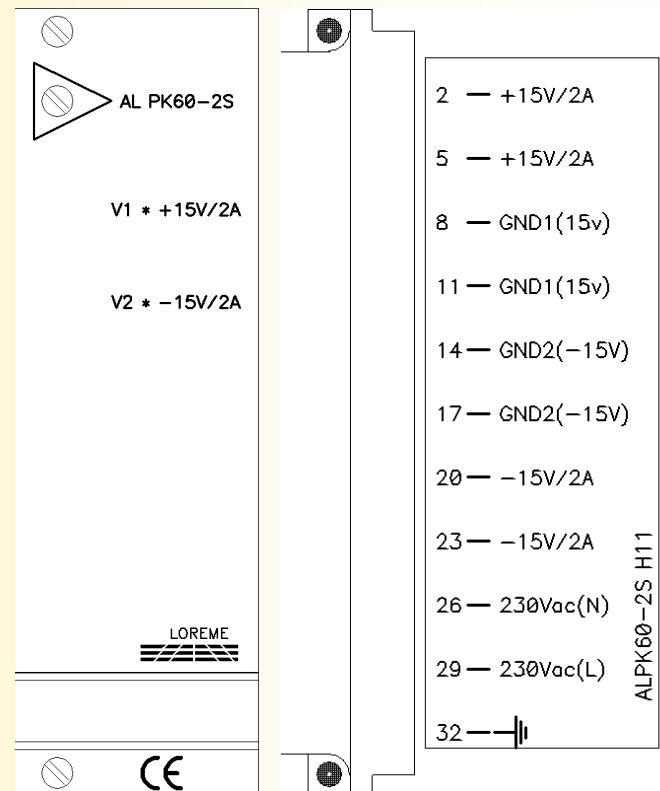 AL PK60-2S
V1 * +15V/2A
V2 * -15V/2A
LOREME
CE
2 — +15V/2A
5 — +15V/2A
8 — GND1(15v)
11 — GND1(15v)
14 — GND2(-15V)
17 — GND2(-15V)
20 — -15V/2A
23 — -15V/2A
26 — 230Vac(N)
29 — 230Vac(L)
32 —
ALPK60-2S H11